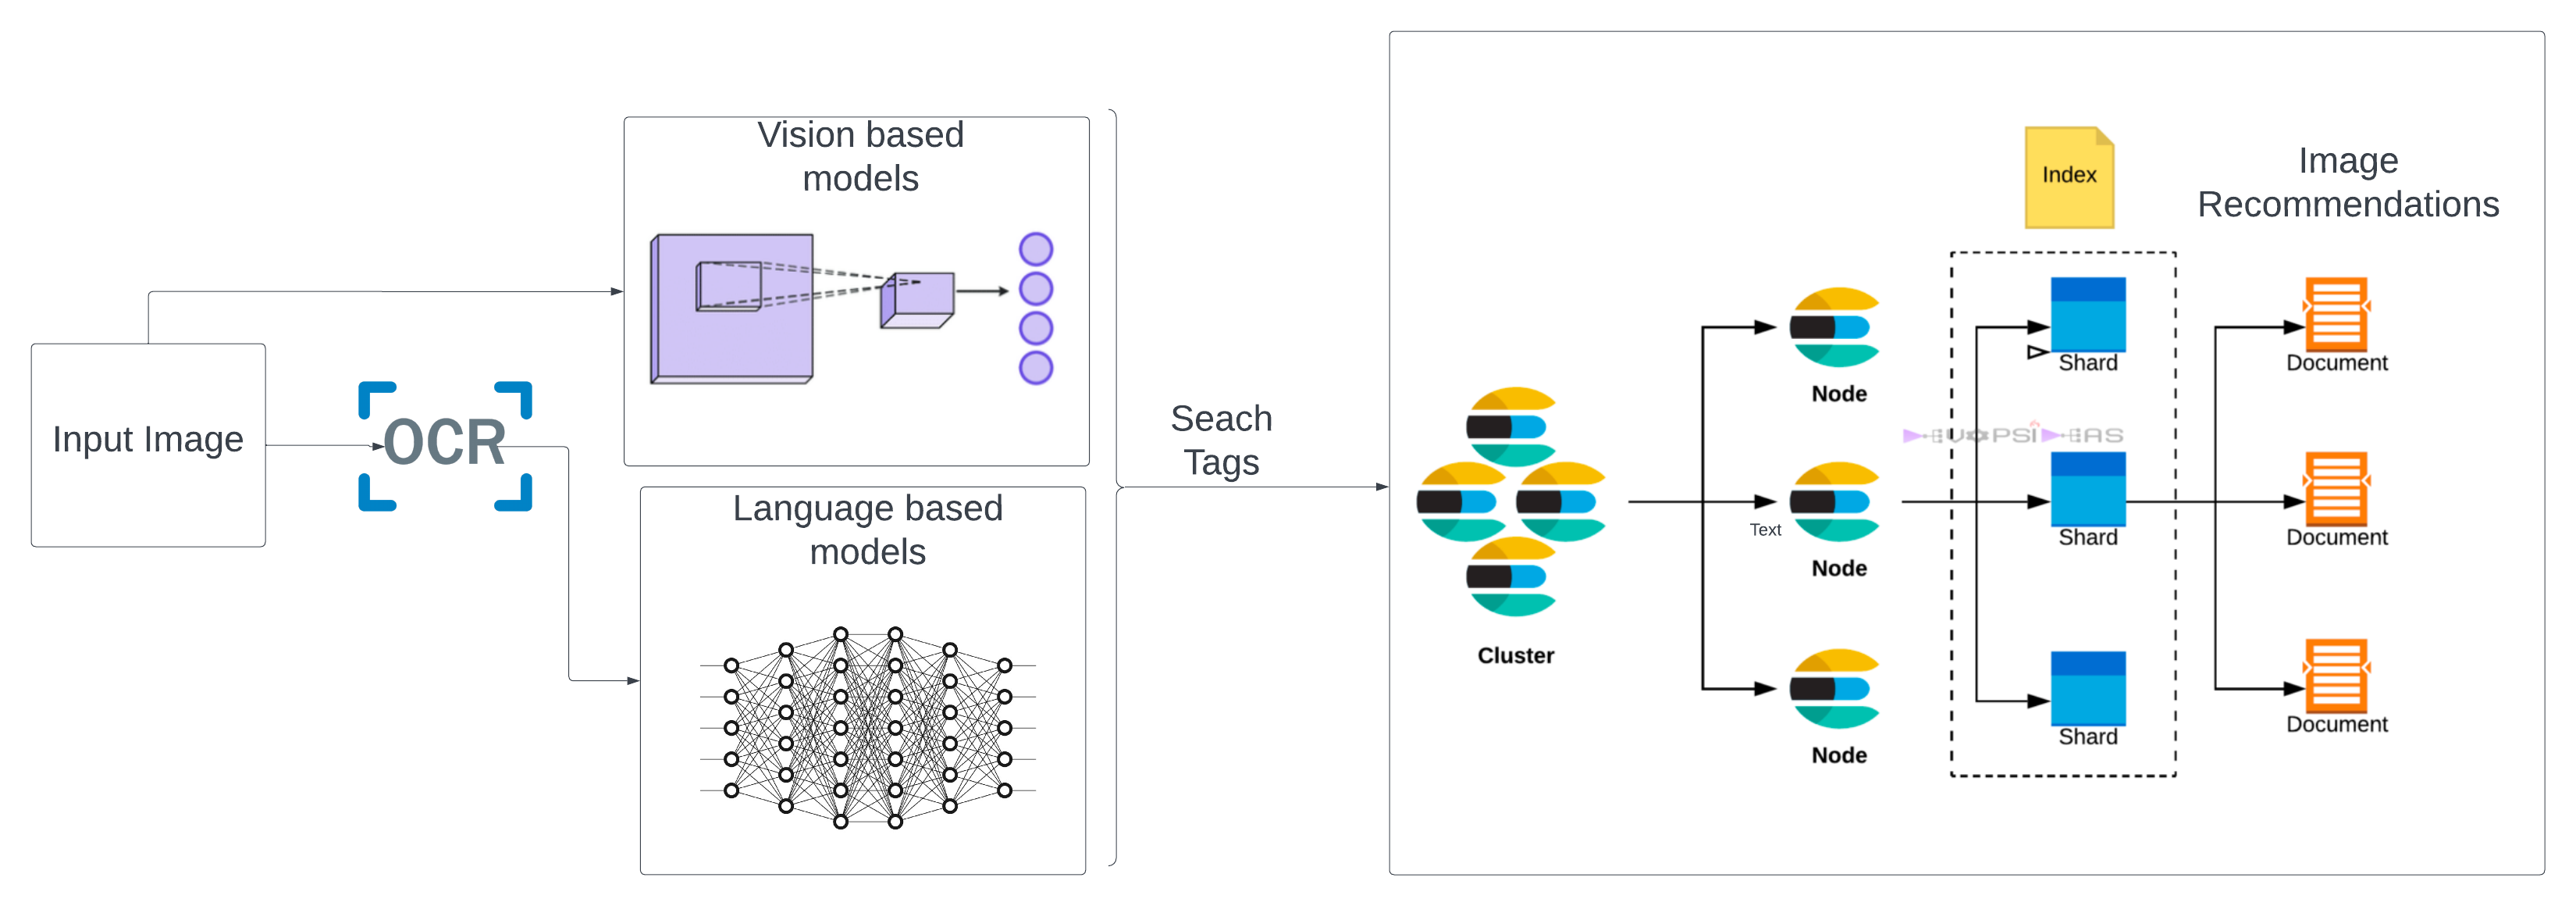 Input Image
OCR
Vision based
models
Language based
models
Seach
Tags
Cluster
Text
Node
Node
Node
Index
Shard
Shard
Shard
Image
Recommendations
Document
Document
Document